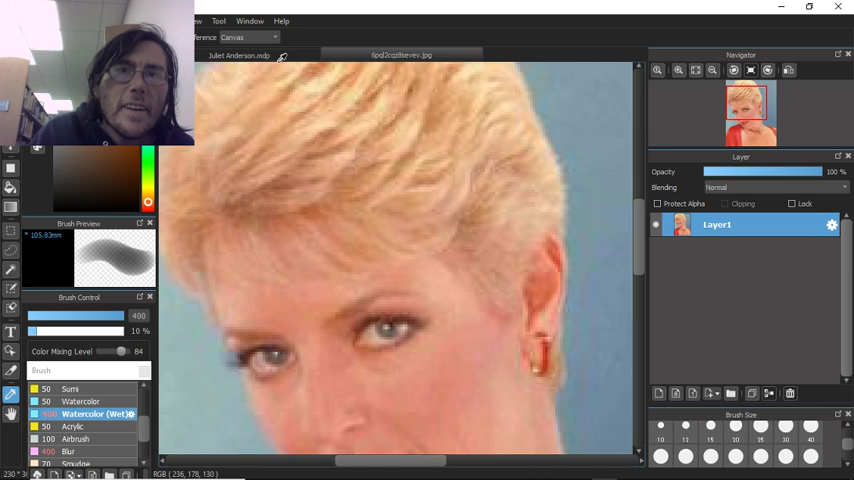 ew Tool Window Help
ference Canvas
Juliet Anderson.mdp 6pql2cqz8sevev.jpg
Navigator
Layer
Opacity 100 %
Blending Normal
Protect Alpha Clipping Lock
Layer1
Brush Preview
* 105.83mm
Brush Control
400
10 %
Color Mixing Level 84
Brush
50 Sumi
50 Watercolor
400 Watercolor (Wet)
50 Acrylic
100 Airbrush
400 Blur
70 Smudge
Brush Size
10 12 15 20 25 30 40
RGB ( 236, 178, 130 )